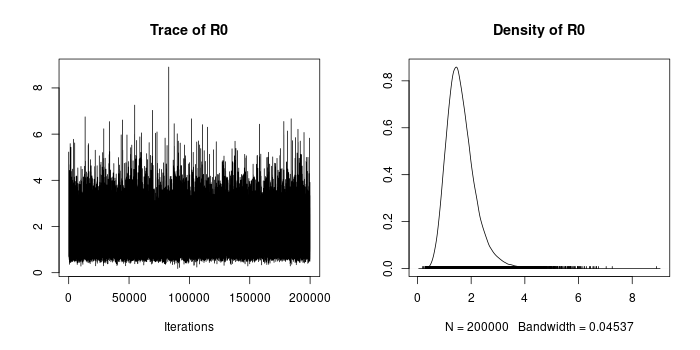 Trace of R0
8
6
4
2
0
0 50000 100000 150000 200000
Iterations
Density of R0
0.8
0.6
0.4
0.2
0.0
0 2 4 6 8
N = 200000 Bandwidth = 0.04537